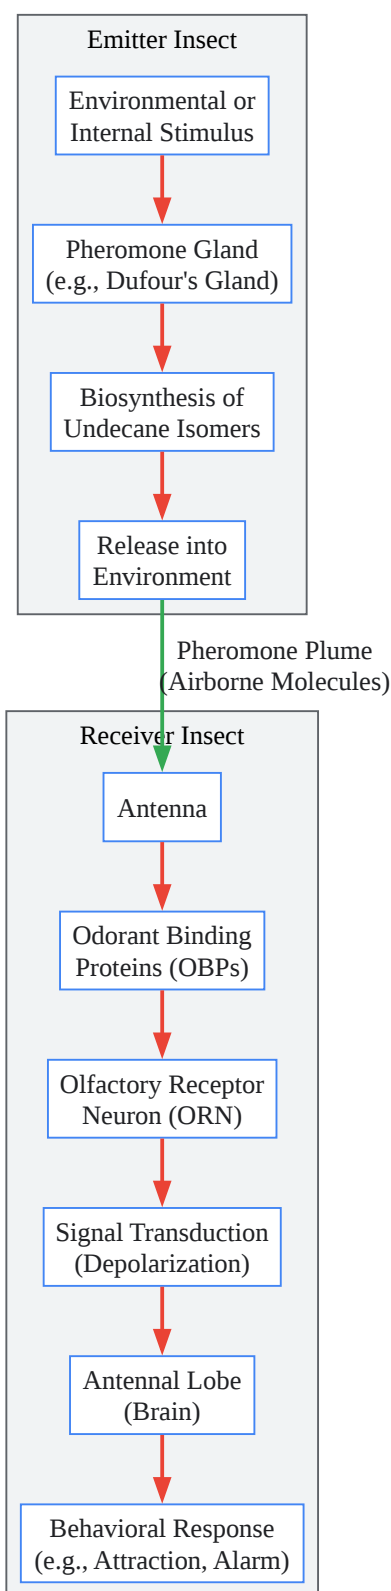 Emitter Insect
Environmental or
Internal Stimulus
Pheromone Gland
(e.g., Dufour's Gland)
Biosynthesis of
Undecane Isomers
Release into
Environment
Pheromone Plume
(Airborne Molecules)
Receiver Insect
Antenna
Odorant Binding
Proteins (OBPs)
Olfactory Receptor
Neuron (ORN)
Signal Transduction
(Depolarization)
Antennal Lobe
(Brain)
Behavioral Response
(e.g., Attraction, Alarm)